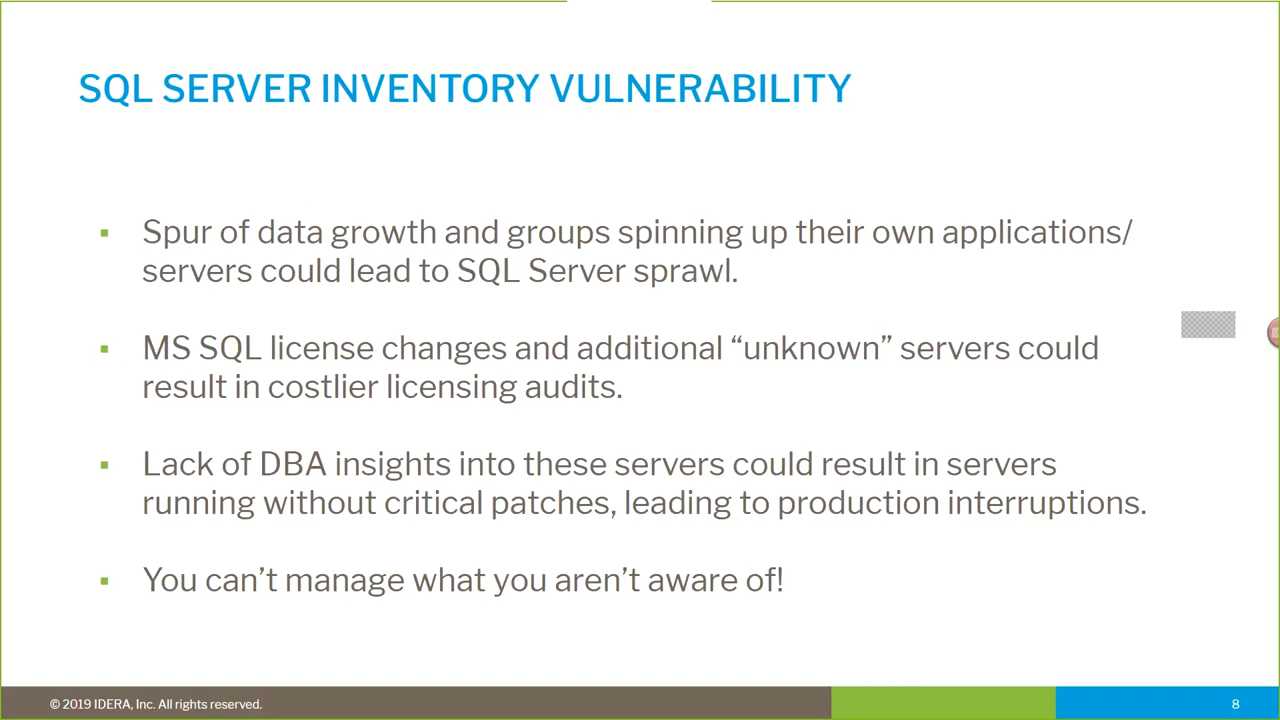 SQL SERVER INVENTORY VULNERABILITY
▪ Spur of data growth and groups spinning up their own applications/
servers could lead to SQL Server sprawl.
▪ MS SQL license changes and additional “unknown” servers could
result in costlier licensing audits.
▪ Lack of DBA insights into these servers could result in servers
running without critical patches, leading to production interruptions.
▪ You can’t manage what you aren’t aware of!
© 2019 IDERA, Inc. All rights reserved.
8